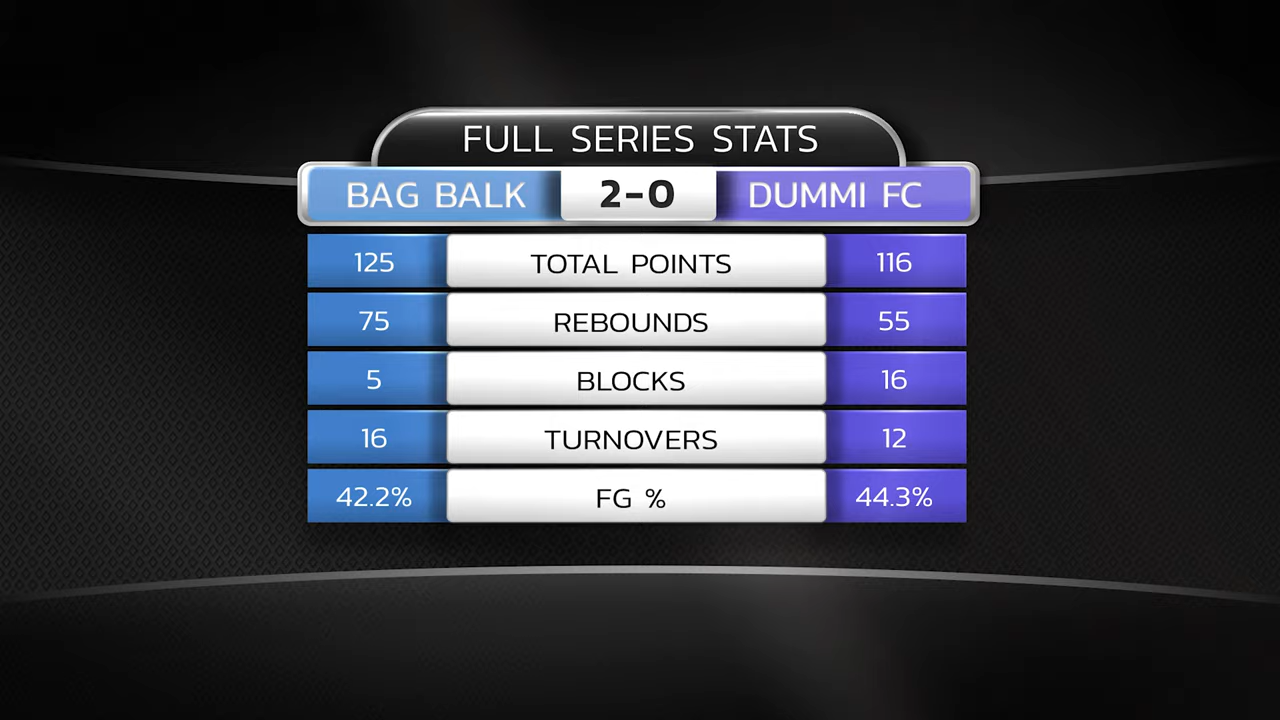 FULL SERIES STATS
BAG BALK 2-0 DUMMI FC
125 TOTAL POINTS 116
75 REBOUNDS 55
5 BLOCKS 16
16 TURNOVERS 12
42.2% FG % 44.3%